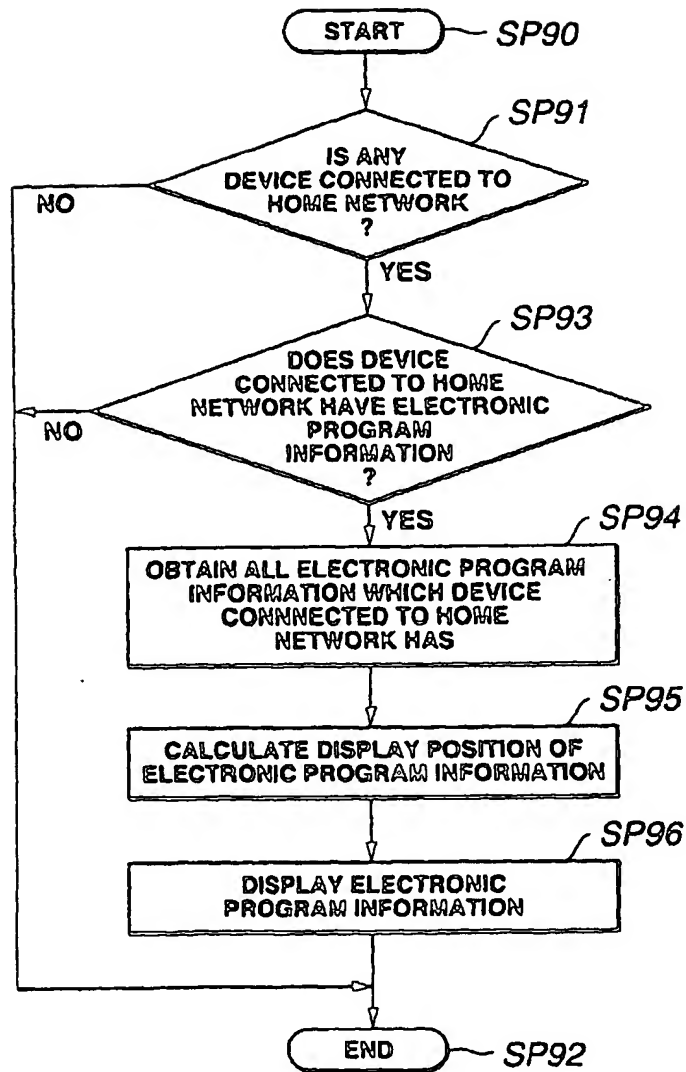 START
SP90
SP91
IS ANY
DEVICE CONNECTED TO
HOME NETWORK
?
NO
YES
SP93
DOES DEVICE
CONNECTED TO HOME
NETWORK HAVE ELECTRONIC
PROGRAM
INFORMATION
?
NO
YES
SP94
OBTAIN ALL ELECTRONIC PROGRAM
INFORMATION WHICH DEVICE
CONNNECTED TO HOME
NETWORK HAS
SP95
CALCULATE DISPLAY POSITION OF
ELECTRONIC PROGRAM INFORMATION
SP96
DISPLAY ELECTRONIC
PROGRAM INFORMATION
END
SP92